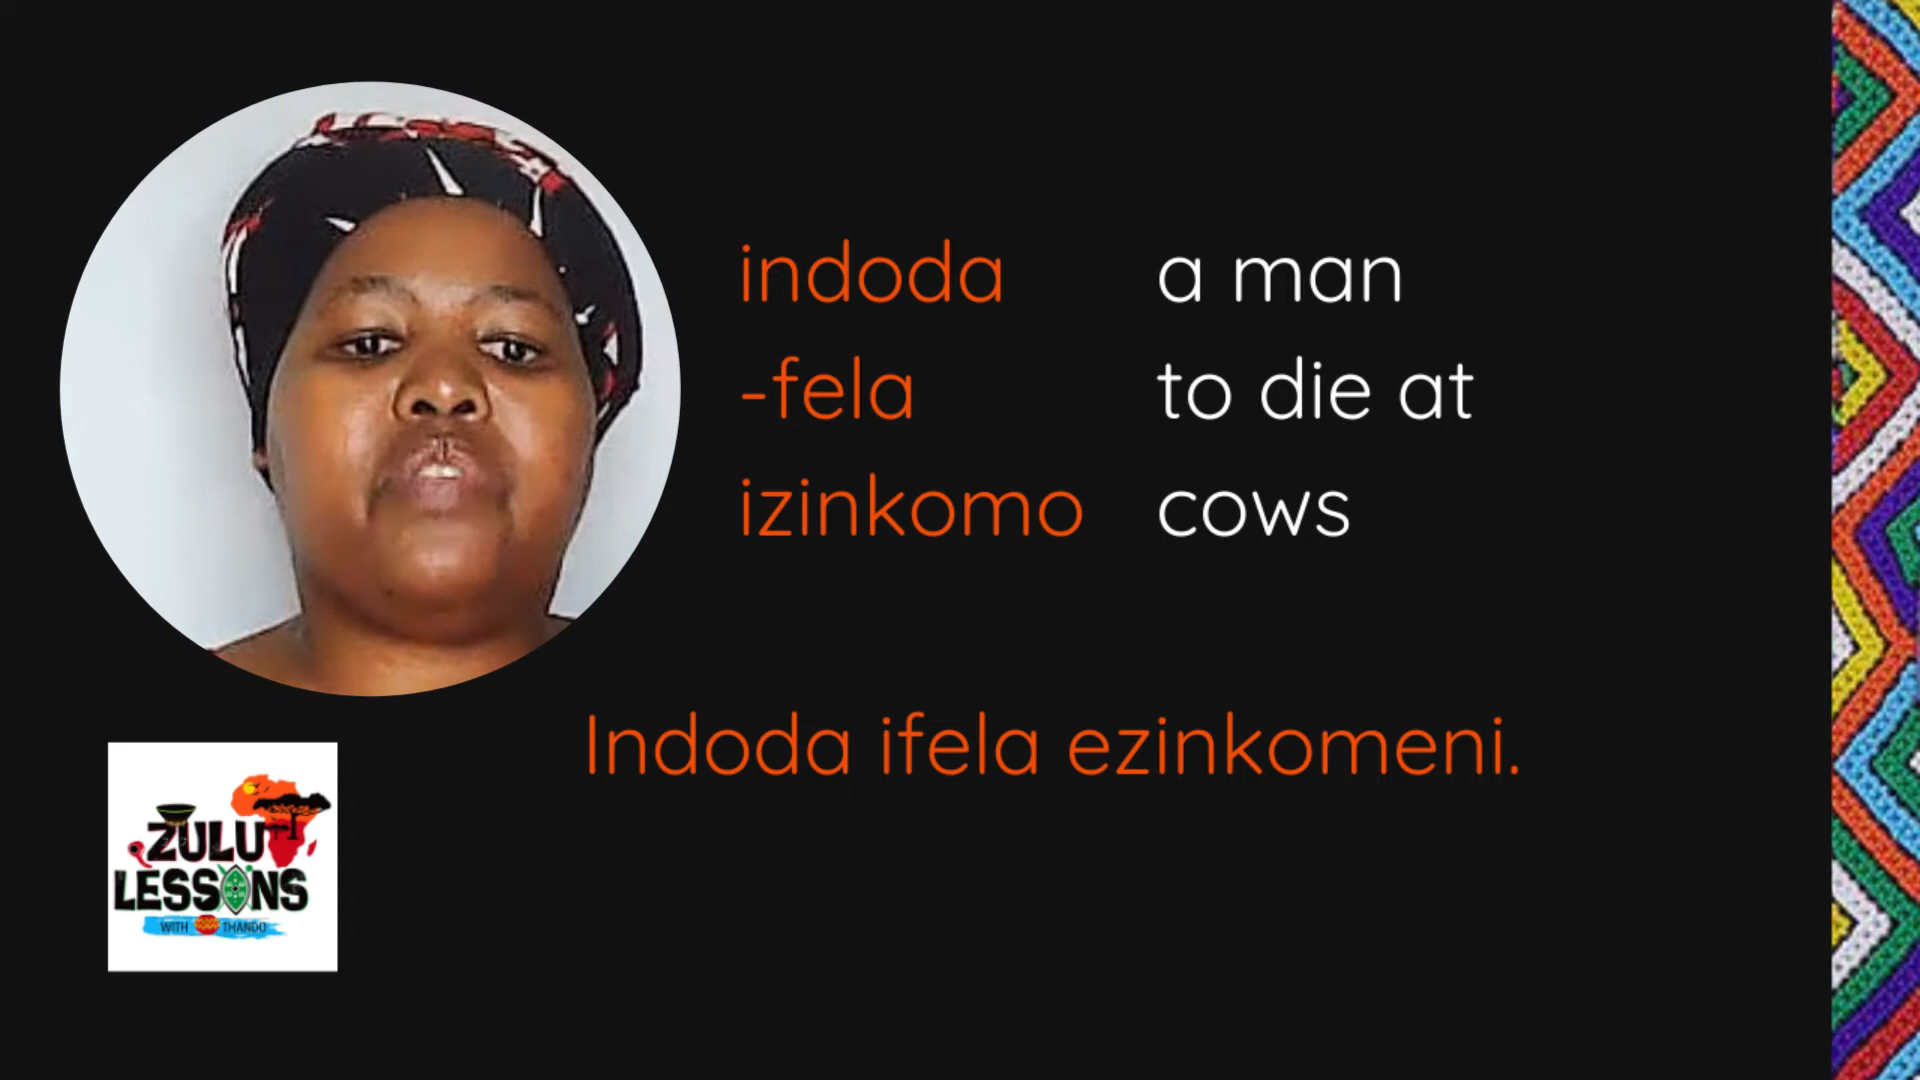 indoda a man
-fela to die at
izinkomo cows
Indoda ifela ezinkomeni.
ZULU
LESSONS
WITH THANDO